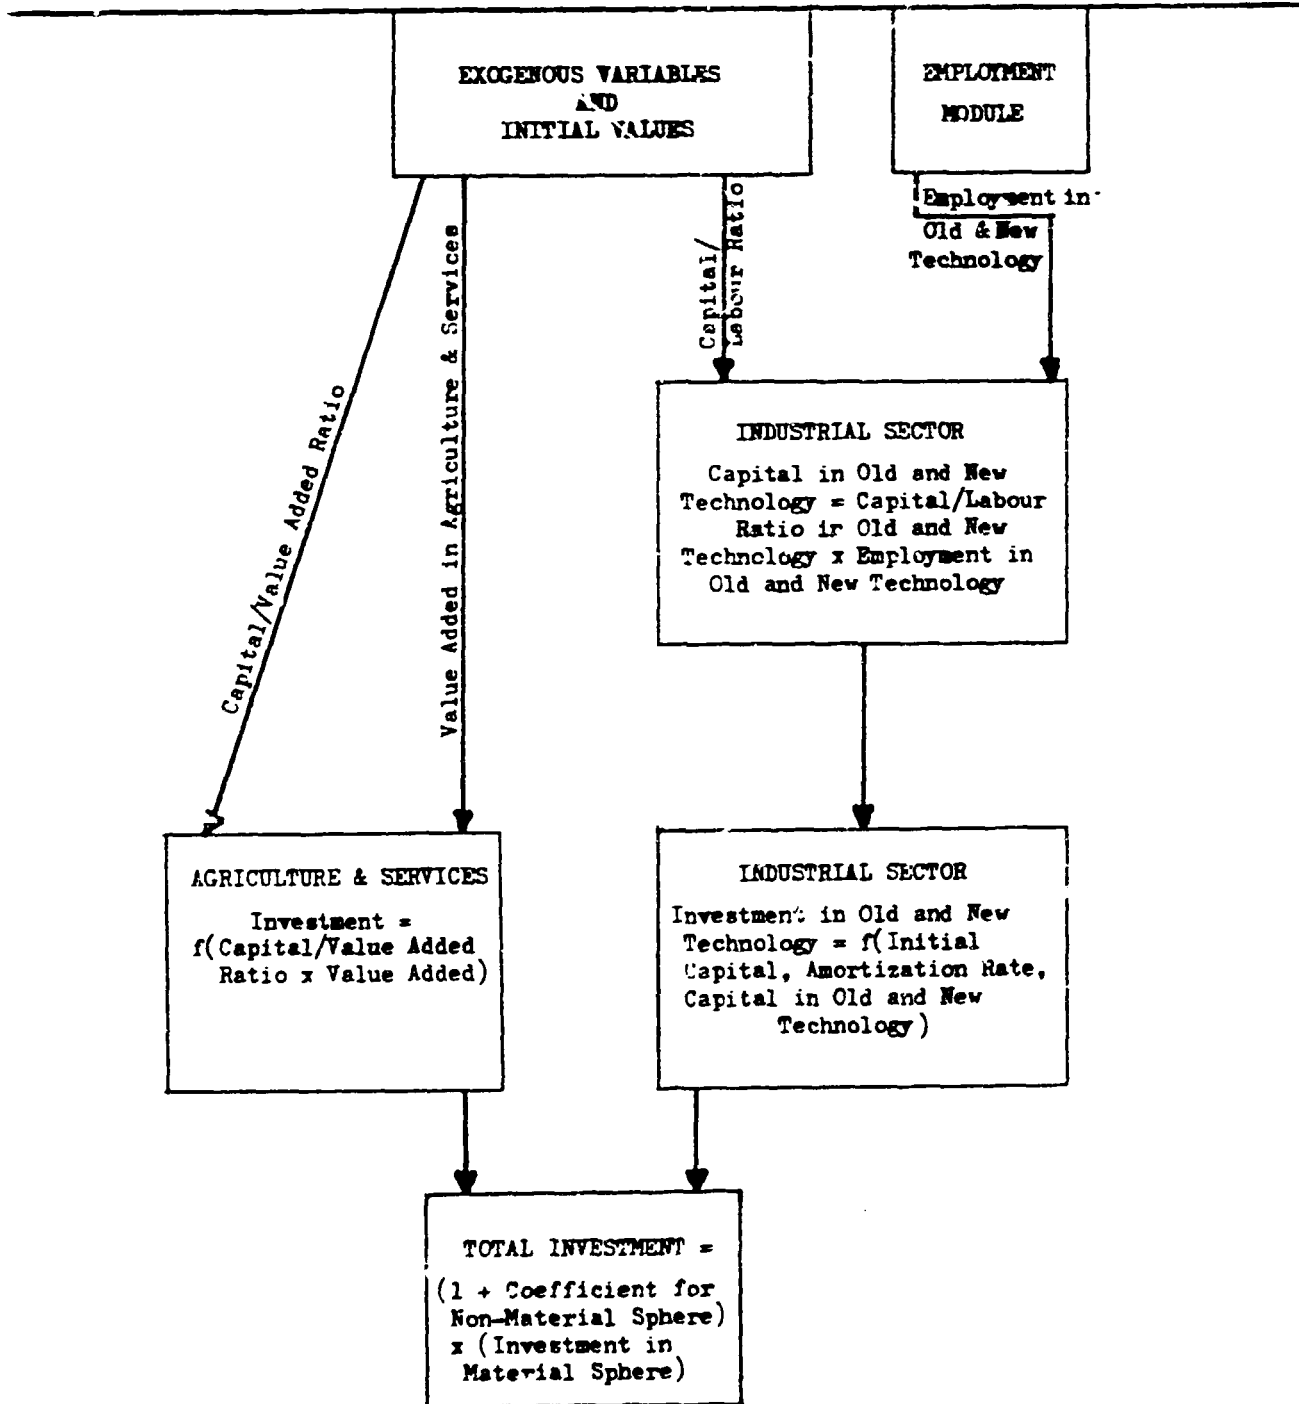 EXOGENOUS VARIABLES
AND
INITIAL VALUES
EMPLOYMENT
MODULE
Capital/Value Added Ratio
Value Added in Agriculture & Services
Capital/
Labour Ratio
Employment in
Old & New
Technology
INDUSTRIAL SECTOR
Capital in Old and New
Technology = Capital/Labour
Ratio in Old and New
Technology x Employment in
Old and New Technology
AGRICULTURE & SERVICES
Investment =
f(Capital/Value Added
Ratio x Value Added)
INDUSTRIAL SECTOR
Investment in Old and New
Technology = f(Initial
Capital, Amortization Rate,
Capital in Old and New
Technology)
TOTAL INVESTMENT =
(1 + Coefficient for
Non-Material Sphere)
x (Investment in
Material Sphere)